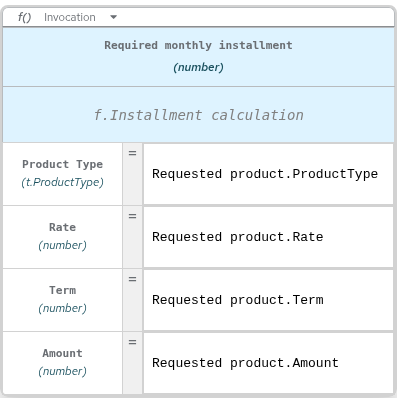 f() Invocation
Required monthly installment
(number)
f.Installment calculation
Product Type
(t.ProductType)
=
Requested product.ProductType
Rate
(number)
=
Requested product.Rate
Term
(number)
=
Requested product.Term
Amount
(number)
=
Requested product.Amount